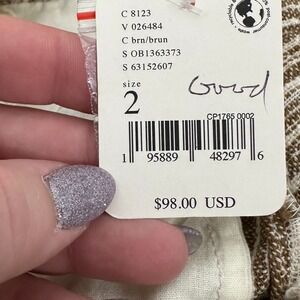 C 8123
V 026484
C brn/brun
S OB1363373
S 63152607
size
2
Good
CP1765 0002
1 95889 48297 6
$98.00 USD